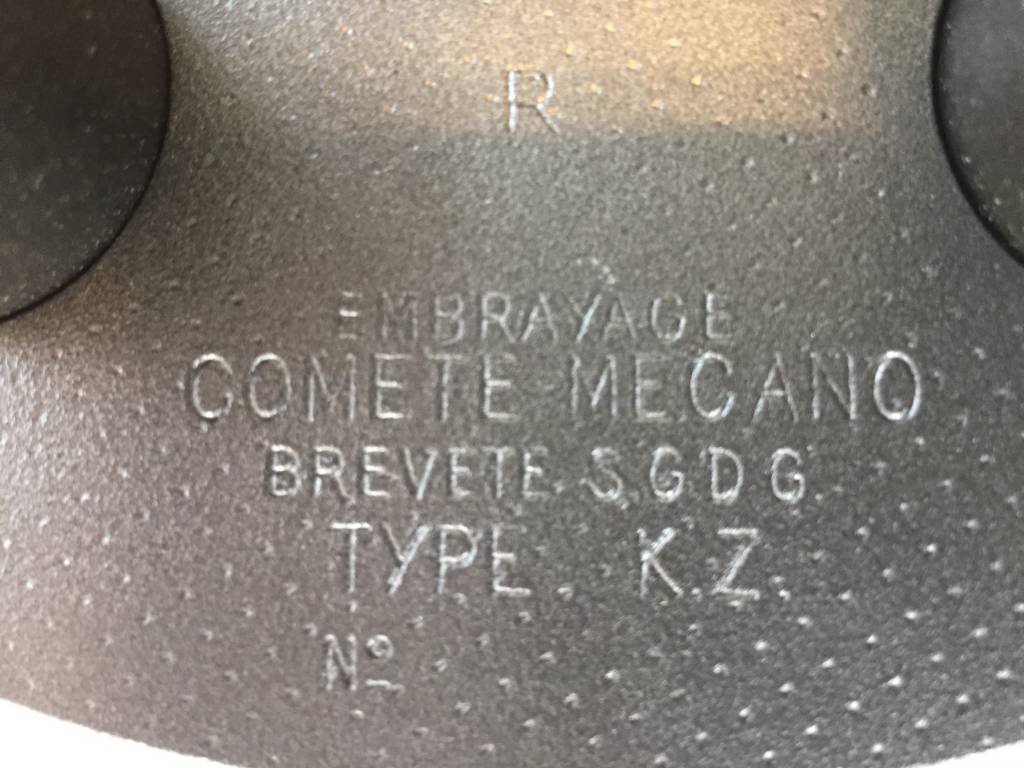 R
EMBRAYAGE
COMETE-MECANO
BREVETE S.G.D.G.
TYPE. K.Z.
Nº